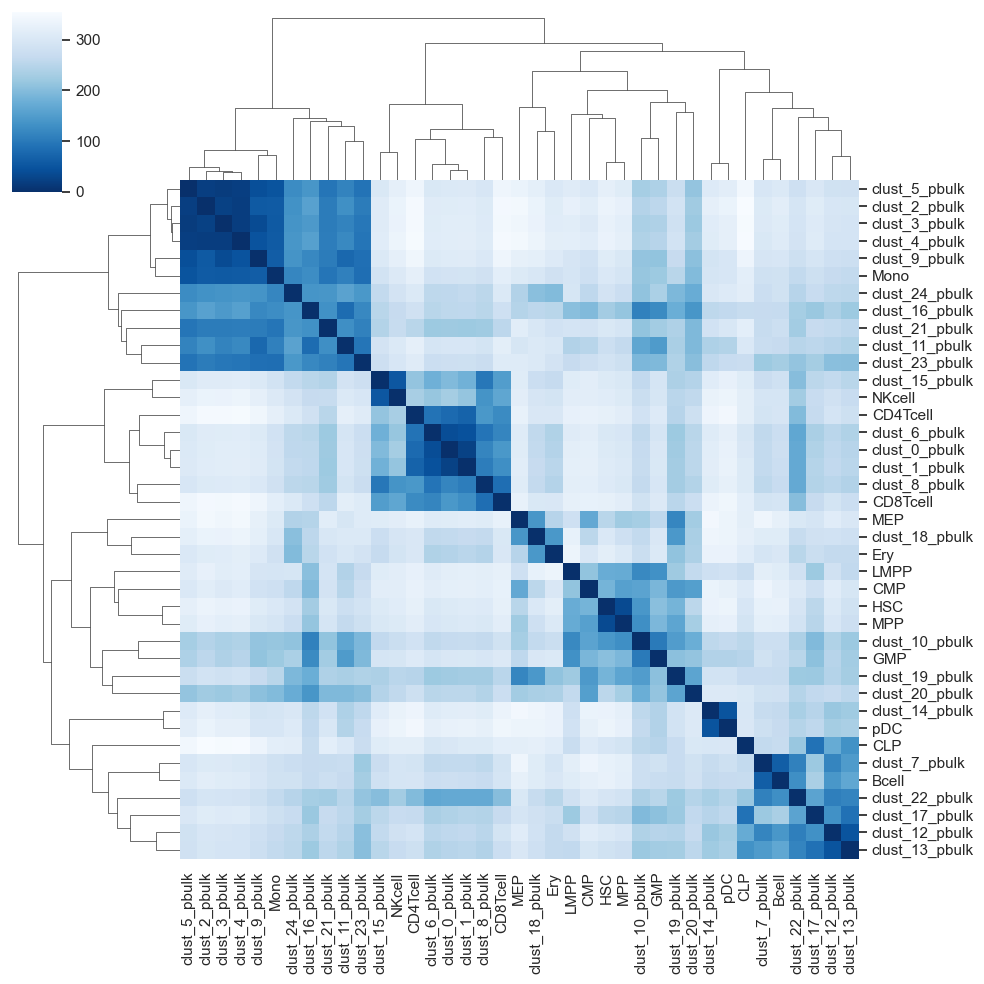 300
200
100
0
clust_5_pbulk
clust_2_pbulk
clust_3_pbulk
clust_4_pbulk
clust_9_pbulk
Mono
clust_24_pbulk
clust_16_pbulk
clust_21_pbulk
clust_11_pbulk
clust_23_pbulk
clust_15_pbulk
NKcell
CD4Tcell
clust_6_pbulk
clust_0_pbulk
clust_1_pbulk
clust_8_pbulk
CD8Tcell
MEP
clust_18_pbulk
Ery
LMPP
CMP
HSC
MPP
clust_10_pbulk
GMP
clust_19_pbulk
clust_20_pbulk
clust_14_pbulk
pDC
CLP
clust_7_pbulk
Bcell
clust_22_pbulk
clust_17_pbulk
clust_12_pbulk
clust_13_pbulk
clust_5_pbulk
clust_2_pbulk
clust_3_pbulk
clust_4_pbulk
clust_9_pbulk
Mono
clust_24_pbulk
clust_16_pbulk
clust_21_pbulk
clust_11_pbulk
clust_23_pbulk
clust_15_pbulk
NKcell
CD4Tcell
clust_6_pbulk
clust_0_pbulk
clust_1_pbulk
clust_8_pbulk
CD8Tcell
MEP
clust_18_pbulk
Ery
LMPP
CMP
HSC
MPP
clust_10_pbulk
GMP
clust_19_pbulk
clust_20_pbulk
clust_14_pbulk
pDC
CLP
clust_7_pbulk
Bcell
clust_22_pbulk
clust_17_pbulk
clust_12_pbulk
clust_13_pbulk